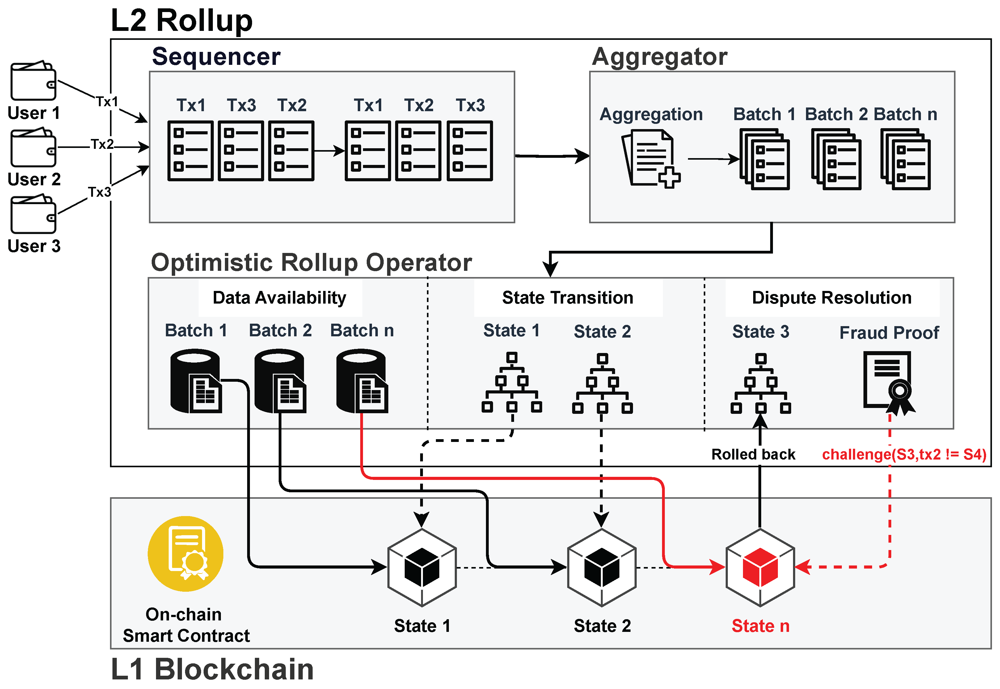 L2 Rollup
Sequencer
Aggregator
User 1
User 2
User 3
Tx1
Tx2
Tx3
Tx1 Tx3 Tx2 Tx1 Tx2 Tx3
Aggregation Batch 1 Batch 2 Batch n
Optimistic Rollup Operator
Data Availability
State Transition
Dispute Resolution
Batch 1 Batch 2 Batch n
State 1 State 2
State 3 Fraud Proof
Rolled back
challenge(S3,tx2 != S4)
On-chain
Smart Contract
State 1
State 2
State n
L1 Blockchain